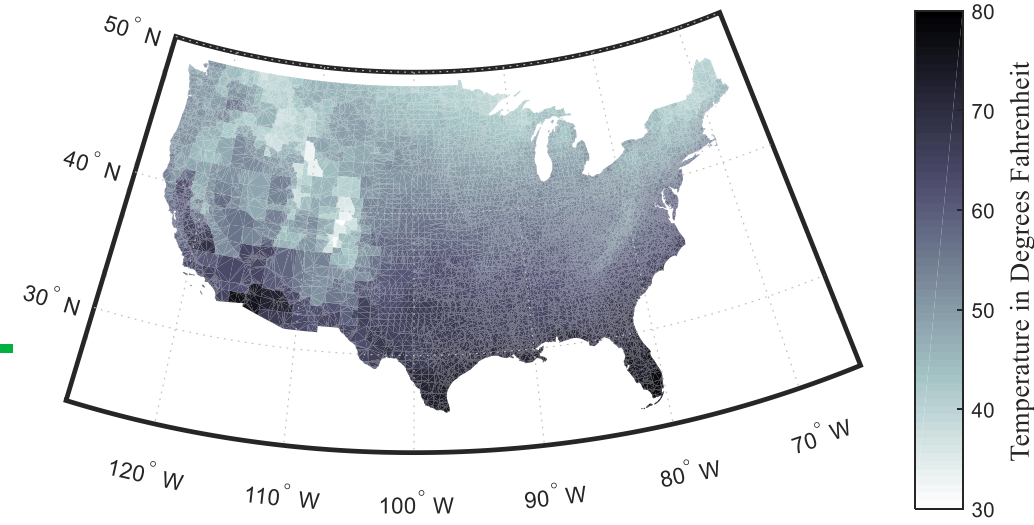 50° N
40° N
30° N
120° W
110° W
100° W
90° W
80° W
70° W
80
70
60
50
40
30
Temperature in Degrees Fahrenheit